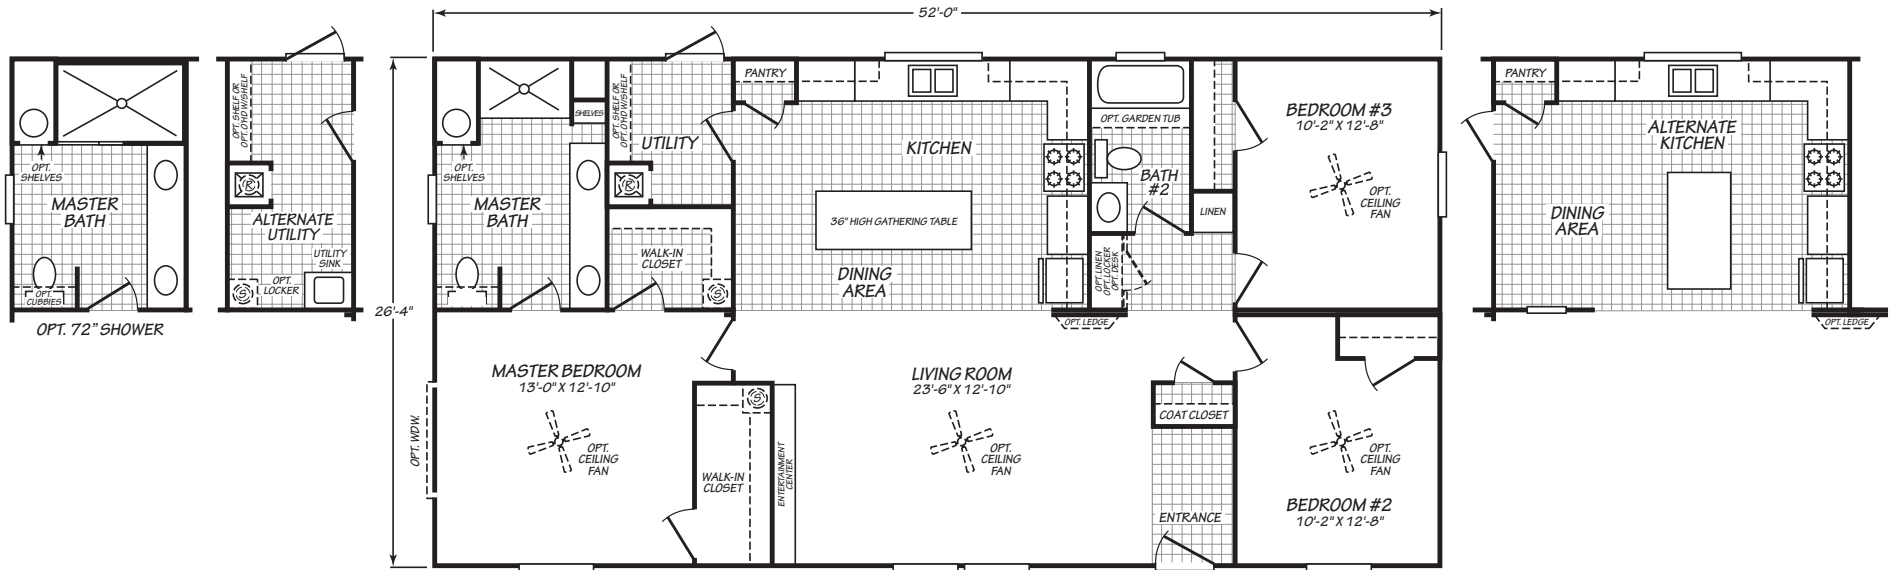 52'-0"
26'-4"
OPT.
SHELVES
MASTER
BATH
OPT.
CUBBIES
OPT. 72" SHOWER
OPT. SHELF OR
OPT. O'HD W/SHELF
R
ALTERNATE
UTILITY
UTILITY
SINK
OPT.
LOCKER
S
SHELVES
OPT.
SHELVES
MASTER
BATH
OPT. SHELF OR
OPT. O'HD W/SHELF
UTILITY
R
WALK-IN
CLOSET
S
PANTRY
KITCHEN
36" HIGH GATHERING TABLE
DINING
AREA
OPT. GARDEN TUB
BATH
#2
LINEN
OPT. LINEN
OPT. LOCKER
OPT. DESK
OPT. LEDGE
BEDROOM #3
10'-2" X 12'-8"
OPT.
CEILING
FAN
PANTRY
ALTERNATE
KITCHEN
DINING
AREA
OPT. LEDGE
MASTER BEDROOM
13'-0" X 12'-10"
OPT.
CEILING
FAN
OPT. WDW.
S
WALK-IN
CLOSET
ENTERTAINMENT
CENTER
LIVING ROOM
23'-6" X 12'-10"
OPT.
CEILING
FAN
COAT CLOSET
ENTRANCE
OPT.
CEILING
FAN
BEDROOM #2
10'-2" X 12'-8"